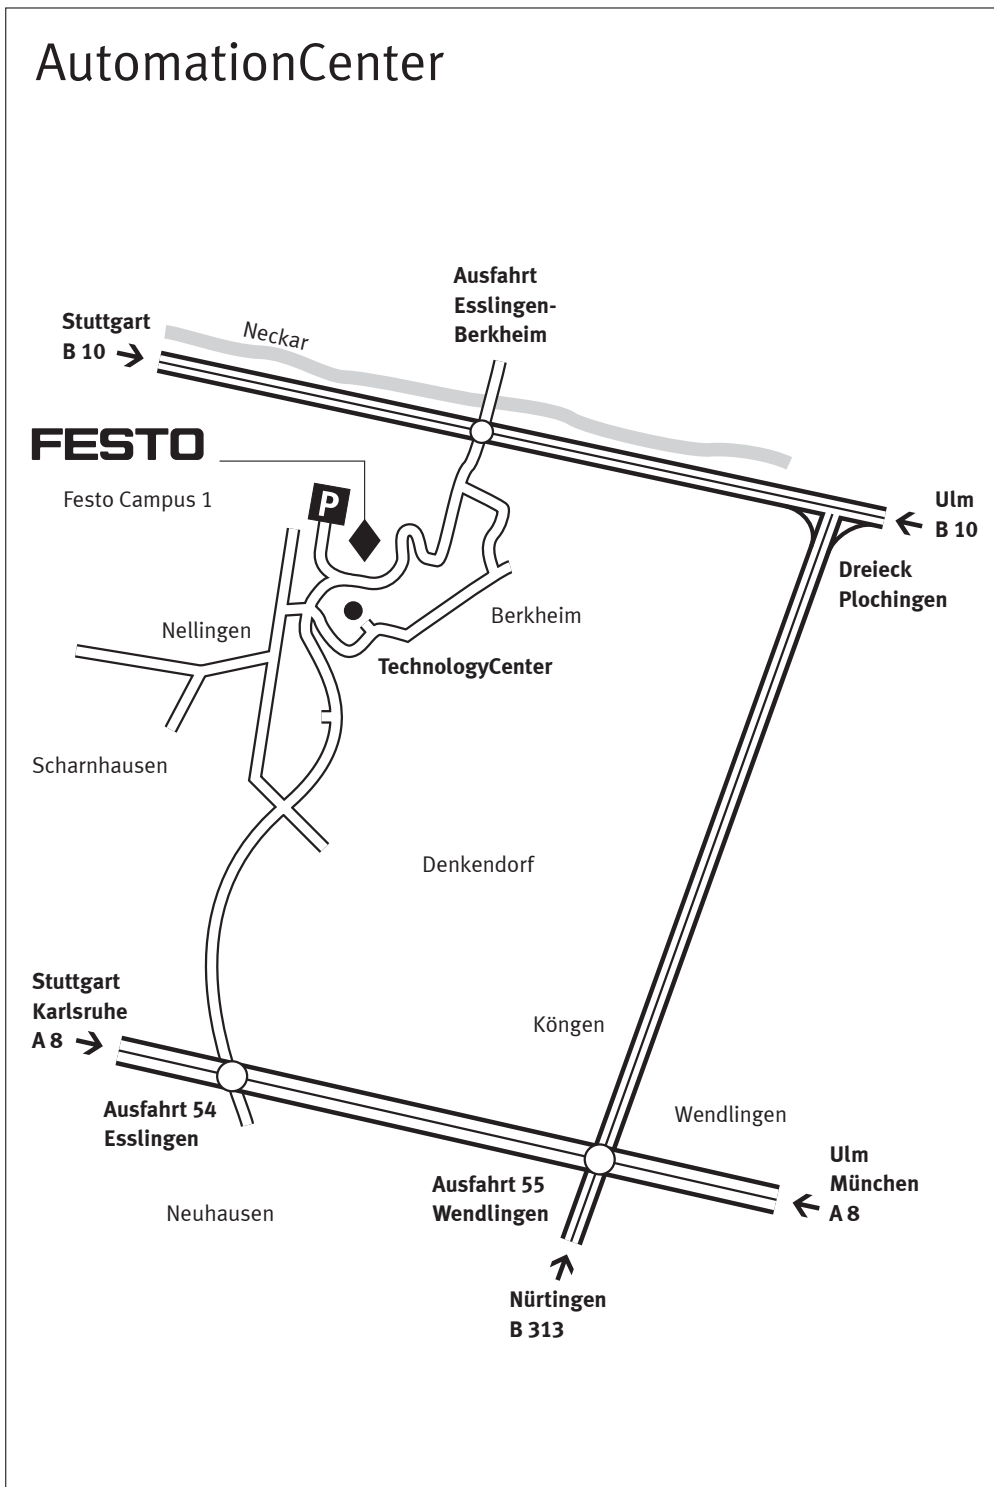 AutomationCenter
Ausfahrt
Esslingen-
Berkheim
Stuttgart
B 10
Neckar
FESTO
Festo Campus 1
P
Ulm
B 10
Dreieck
Plochingen
Berkheim
Nellingen
TechnologyCenter
Scharnhausen
Denkendorf
Stuttgart
Karlsruhe
A 8
Köngen
Ausfahrt 54
Esslingen
Wendlingen
Ulm
München
A 8
Ausfahrt 55
Wendlingen
Neuhausen
Nürtingen
B 313